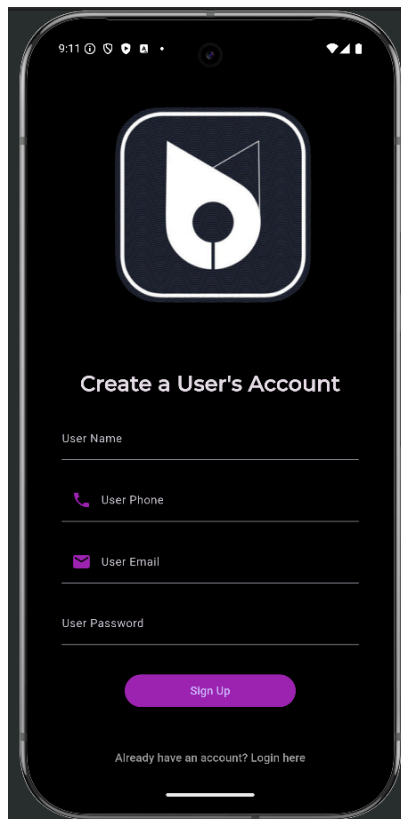 9:11
Create a User's Account
User Name
User Phone
User Email
User Password
Sign Up
Already have an account? Login here